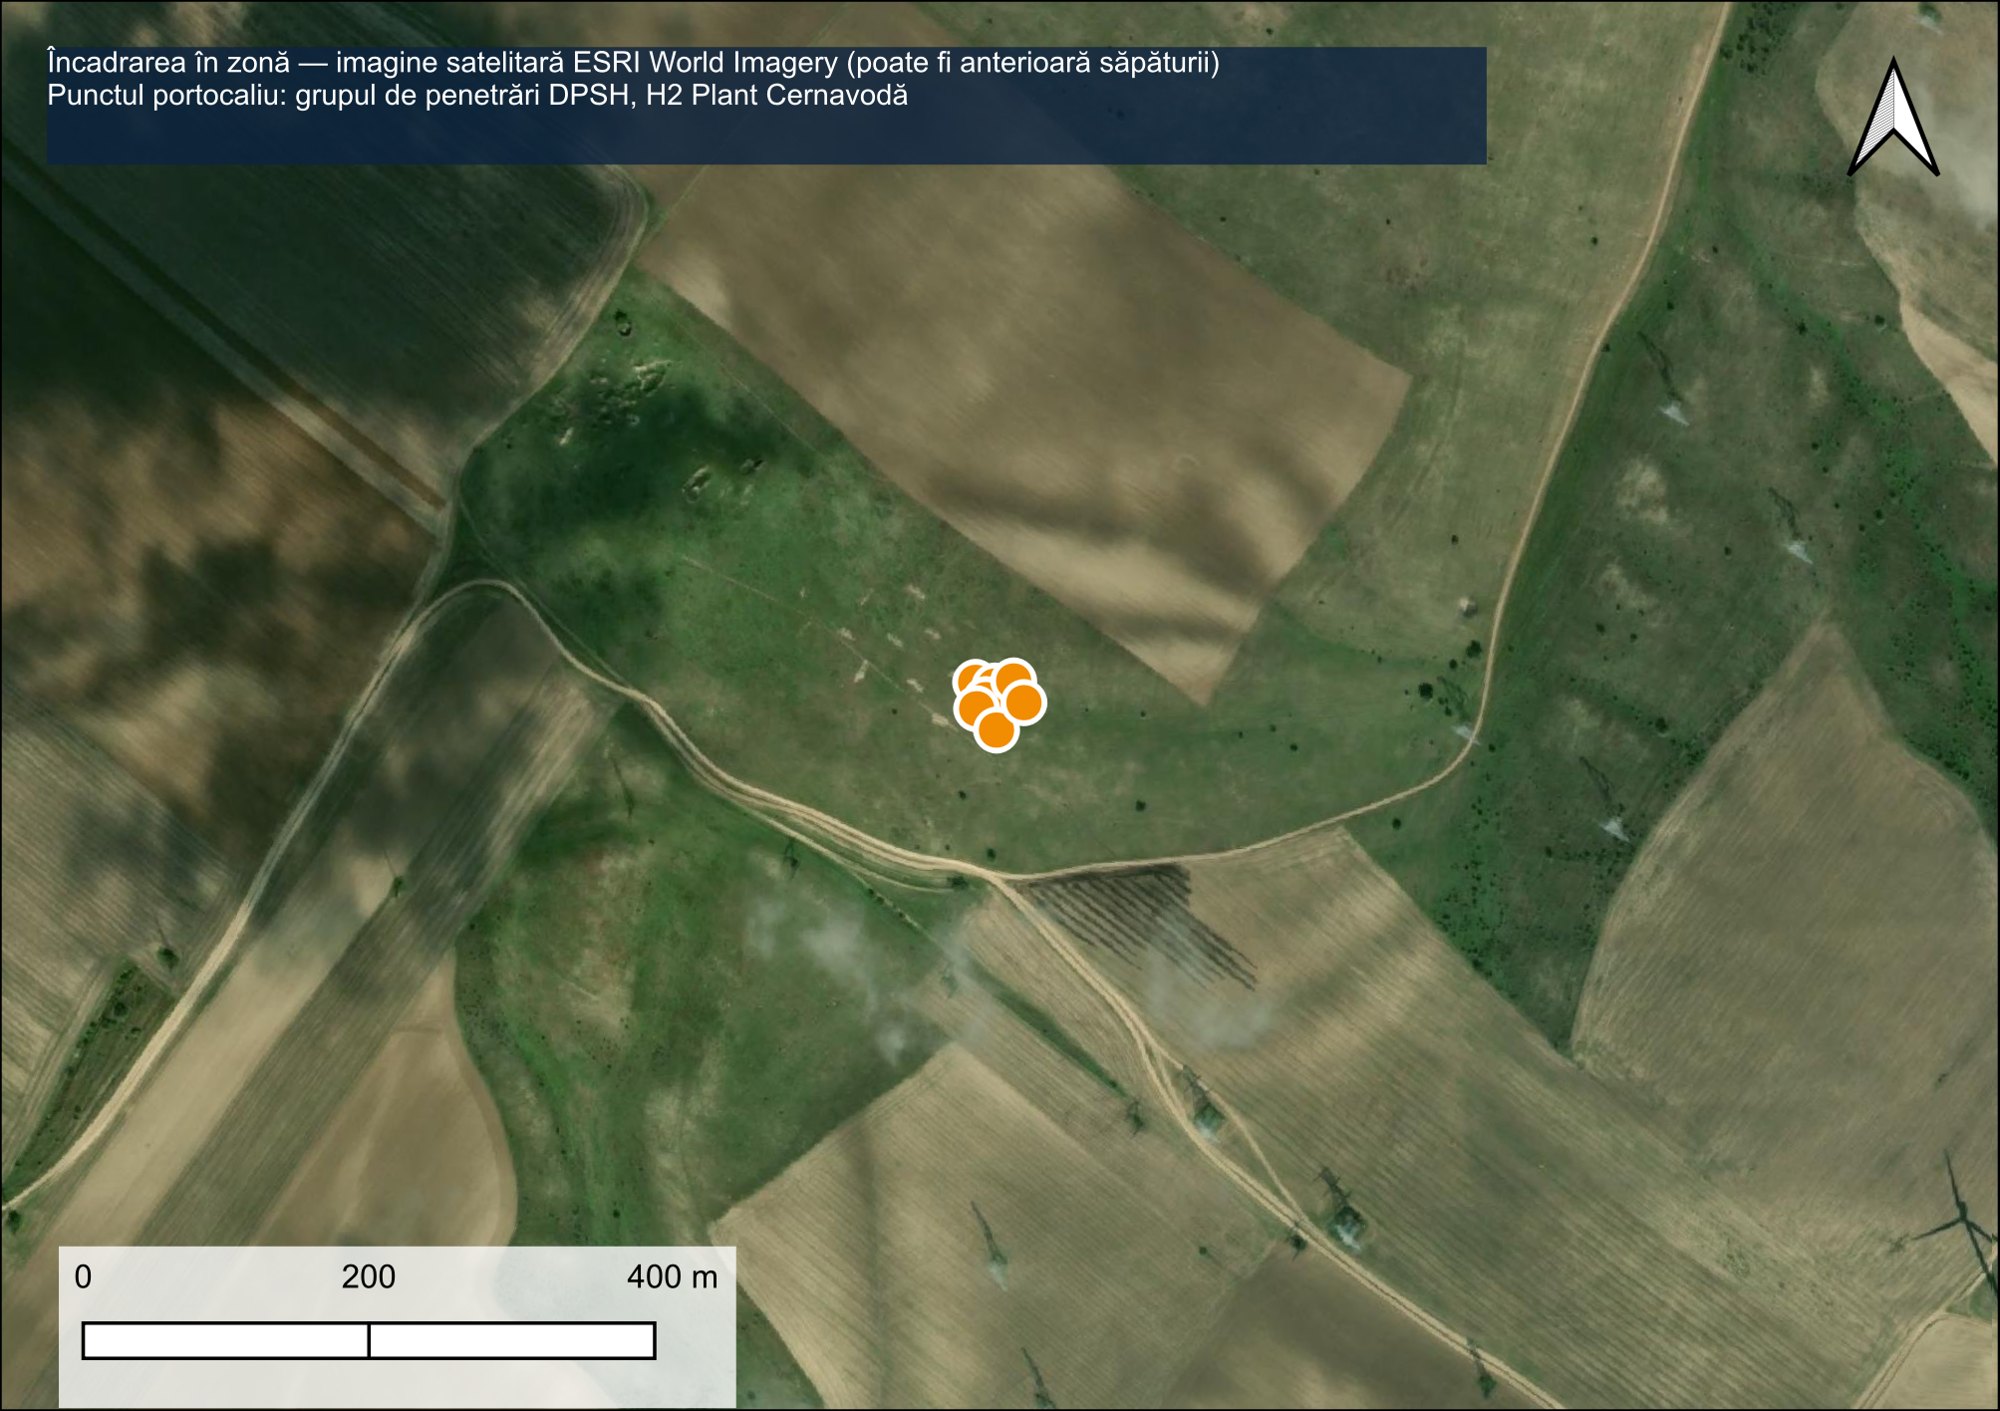 Încadrarea în zonă — imagine satelitară ESRI World Imagery (poate fi anterioară săpăturii)
Punctul portocaliu: grupul de penetrări DPSH, H2 Plant Cernavodă
0 200 400 m